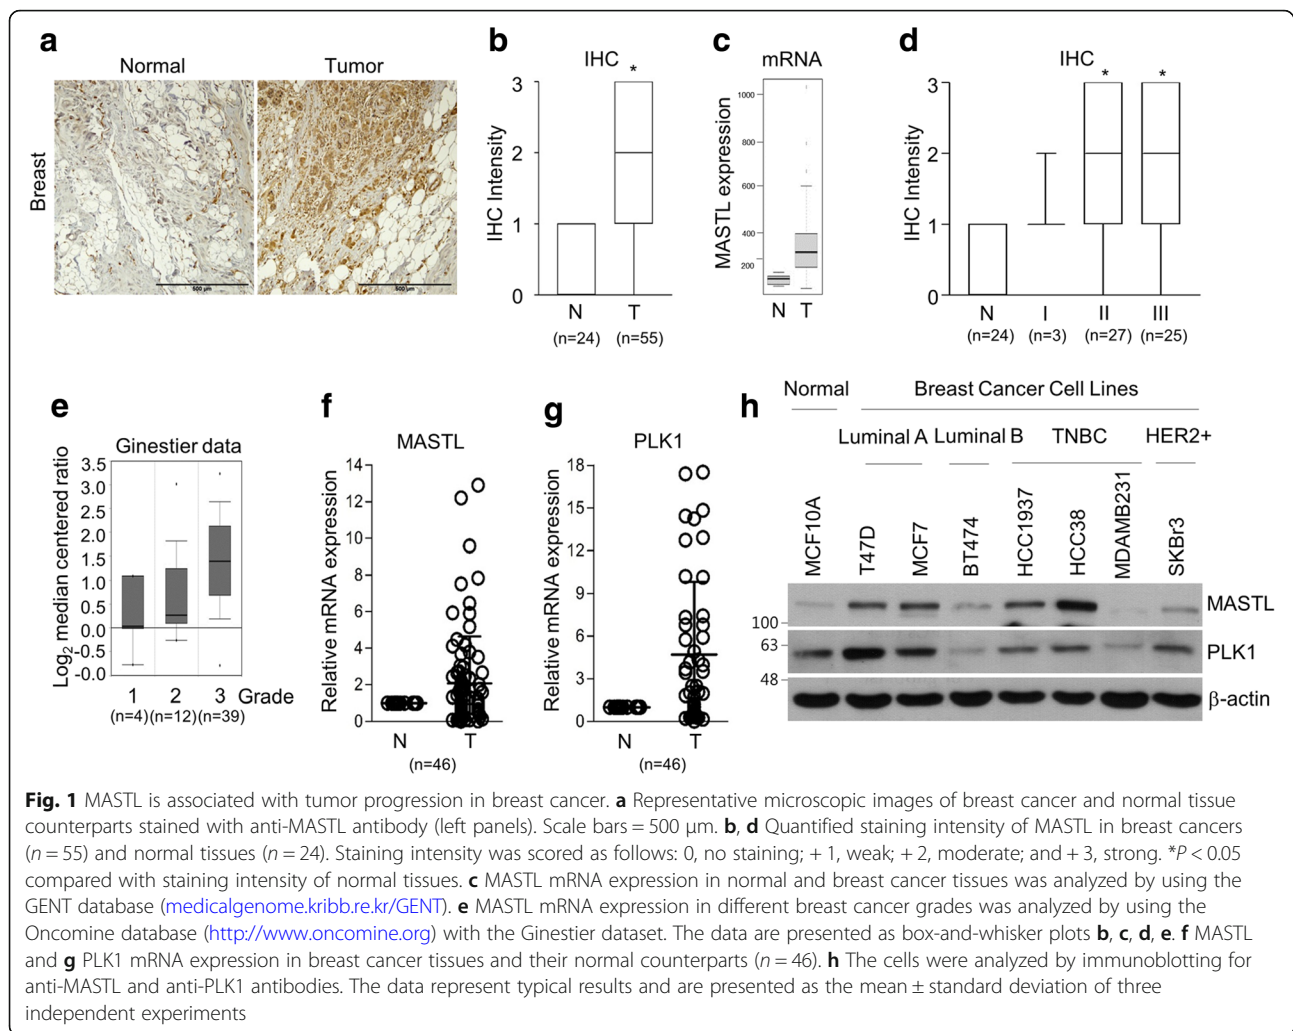 a
Normal
Tumor
Breast
500 µm
500 µm
b
IHC
*
IHC Intensity
3
2
1
0
N
T
(n=24)
(n=55)
c
mRNA
MASTL expression
1000
800
600
400
200
N
T
d
IHC
*
*
IHC Intensity
3
2
1
0
N
I
II
III
(n=24)
(n=3)
(n=27)
(n=25)
e
Ginestier data
Log2 median centered ratio
3.5
3.0
2.5
2.0
1.5
1.0
0.5
0.0
-0.5
-0.0
1
2
3
Grade
(n=4)
(n=12)
(n=39)
f
MASTL
Relative mRNA expression
14
12
10
8
6
4
2
0
N
T
(n=46)
g
PLK1
Relative mRNA expression
18
15
12
9
6
3
0
N
T
(n=46)
h
Normal
Breast Cancer Cell Lines
Luminal A
Luminal B
TNBC
HER2+
MCF10A
T47D
MCF7
BT474
HCC1937
HCC38
MDAMB231
SKBr3
MASTL
100
63
PLK1
48
β-actin
Fig. 1 MASTL is associated with tumor progression in breast cancer. a Representative microscopic images of breast cancer and normal tissue
counterparts stained with anti-MASTL antibody (left panels). Scale bars = 500 µm. b, d Quantified staining intensity of MASTL in breast cancers
(n = 55) and normal tissues (n = 24). Staining intensity was scored as follows: 0, no staining; + 1, weak; + 2, moderate; and + 3, strong. *P < 0.05
compared with staining intensity of normal tissues. c MASTL mRNA expression in normal and breast cancer tissues was analyzed by using the
GENT database (medicalgenome.kribb.re.kr/GENT). e MASTL mRNA expression in different breast cancer grades was analyzed by using the
Oncomine database (http://www.oncomine.org) with the Ginestier dataset. The data are presented as box-and-whisker plots b, c, d, e. f MASTL
and g PLK1 mRNA expression in breast cancer tissues and their normal counterparts (n = 46). h The cells were analyzed by immunoblotting for
anti-MASTL and anti-PLK1 antibodies. The data represent typical results and are presented as the mean ± standard deviation of three
independent experiments